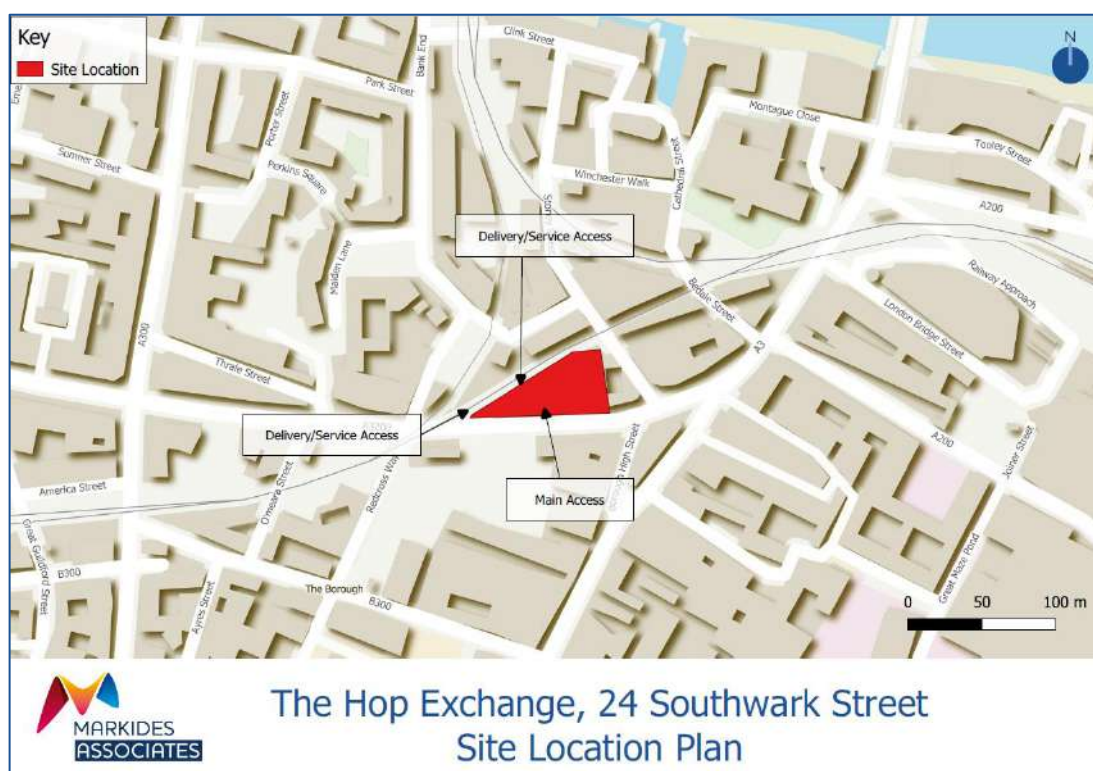 Key
Site Location
N
Clink Street
Bank End
Park Street
Porter Street
Montague Close
Tooley Street
Sumner Street
Perkins Square
Winchester Walk
Cathedral Street
A200
Delivery/Service Access
Maiden Lane
Railway Approach
Bedale Street
London Bridge Street
A300
A3
Thrale Street
Delivery/Service Access
A200
Joiner Street
America Street
O'meara Street
Redcross Way
Main Access
High Street
Great Guildford Street
B300
Ayres Street
The Borough
B300
Great Maze Pond
0 50 100 m
MARKIDES
ASSOCIATES
The Hop Exchange, 24 Southwark Street
Site Location Plan